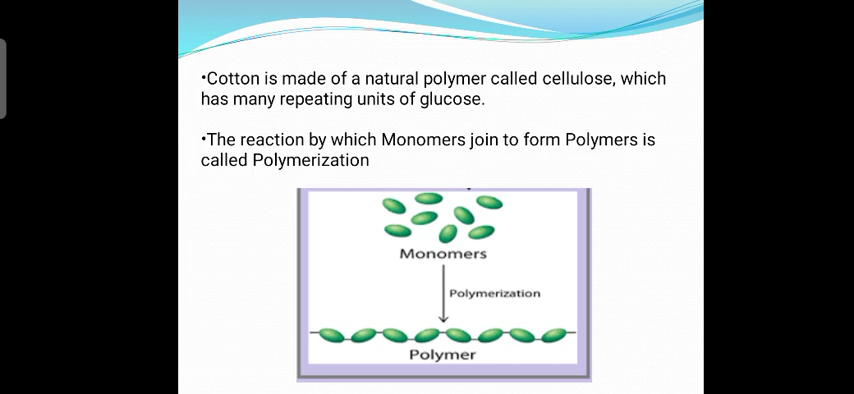 •Cotton is made of a natural polymer called cellulose, which
has many repeating units of glucose.
•The reaction by which Monomers join to form Polymers is
called Polymerization
Monomers
Polymerization
Polymer